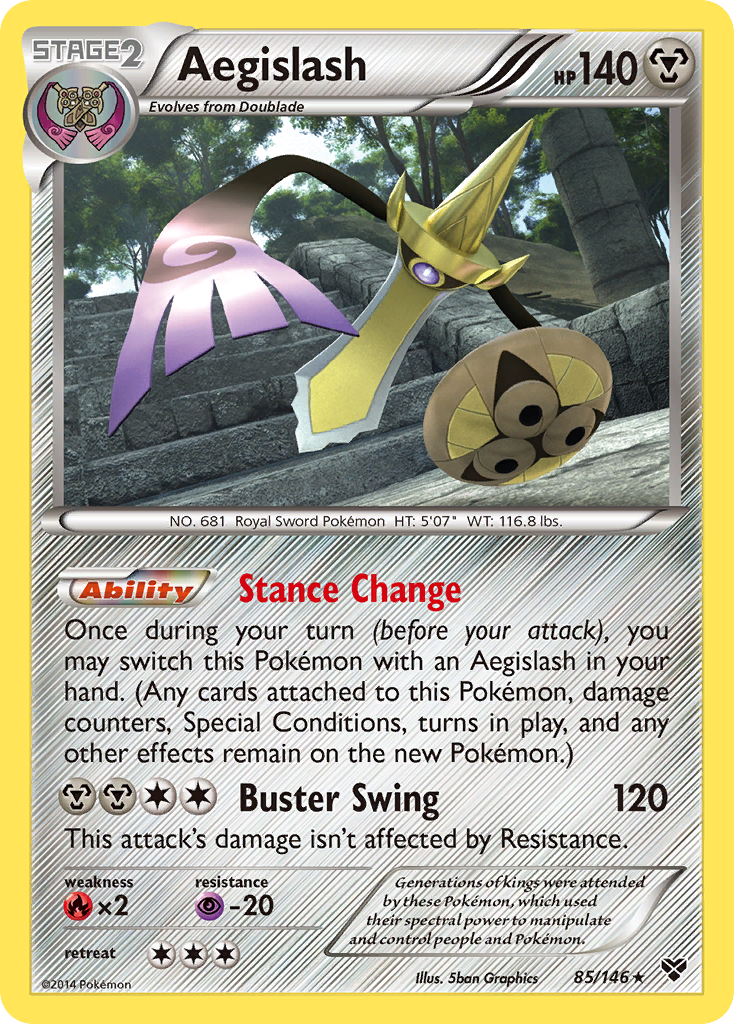 STAGE2
Aegislash
HP140
Evolves from Doublade
NO. 681 Royal Sword Pokémon HT: 5'07" WT: 116.8 lbs.
Ability Stance Change
Once during your turn (before your attack), you
may switch this Pokémon with an Aegislash in your
hand. (Any cards attached to this Pokémon, damage
counters, Special Conditions, turns in play, and any
other effects remain on the new Pokémon.)
Buster Swing 120
This attack's damage isn't affected by Resistance.
weakness resistance
×2 -20
retreat
Generations of kings were attended
by these Pokémon, which used
their spectral power to manipulate
and control people and Pokémon.
©2014 Pokémon Illus. 5ban Graphics 85/146★